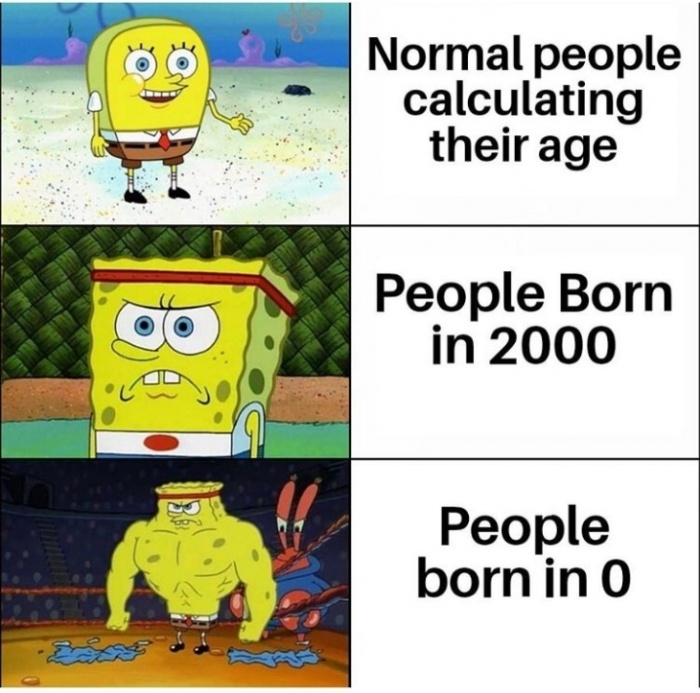 Normal people
calculating
their age
People Born
in 2000
People
born in 0